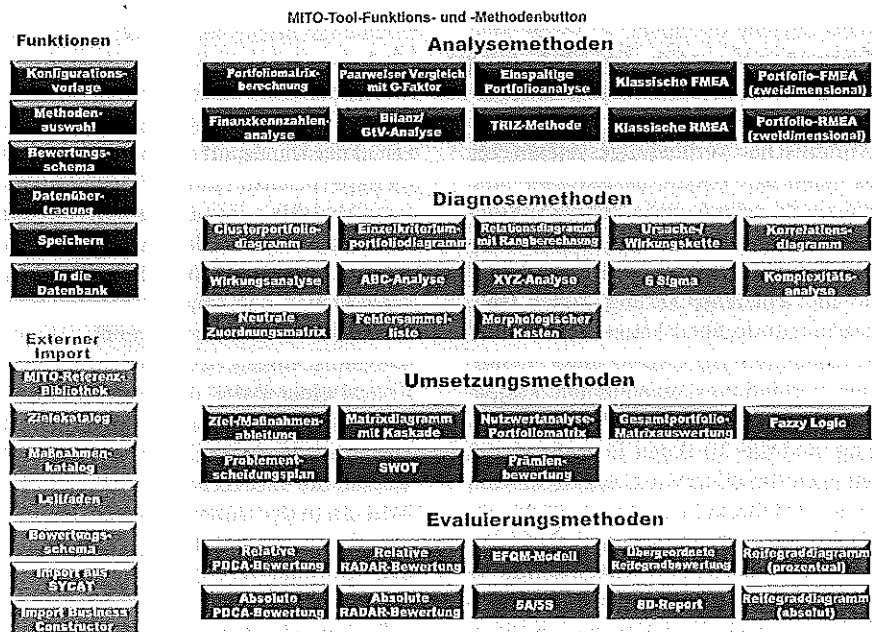 MITO-Tool-Funktions- und -Methodenbutton
Funktionen
Konfigurations-
vorlage
Methoden-
auswahl
Bewertungs-
schema
Datenüber-
tragung
Speichern
In die
Datenbank
Externer
Import
MITO-Referenz-
Bibliothek
Zielekatalog
Maßnahmen-
katalog
Leitfaden
Bewertungs-
schema
Import aus
SYCAT
Import Business
Constructor
Analysemethoden
Portfoliomatrix-
berechnung
Paarweiser Vergleich
mit G-Faktor
Einspaltige
Portfolioanalyse
Klassische FMEA
Portfolio-FMEA
(zweidimensional)
Finanzkennzahlen-
analyse
Bilanz/
GtV-Analyse
TRIZ-Methode
Klassische RMEA
Portfolio-RMEA
(zweidimensional)
Diagnosemethoden
Clusterportfolio-
diagramm
Einzelkriterium-
portfoliodiagramm
Relationsdiagramm
mit Rangberechnung
Ursache-/
Wirkungskette
Korrelations-
diagramm
Wirkungsanalyse
ABC-Analyse
XYZ-Analyse
6 Sigma
Komplexitäts-
analyse
Neutrale
Zuordnungsmatrix
Fehlersammel-
liste
Morphologischer
Kasten
Umsetzungsmethoden
Ziel-/Maßnahmen-
ableitung
Matrixdiagramm
mit Kaskade
Nutzwertanalyse-
Portfoliomatrix
Gesamtportfolio-
Matrixauswertung
Fazzy Logic
Problement-
scheidungsplan
SWOT
Prämien-
bewertung
Evaluierungsmethoden
Relative
PDCA-Bewertung
Relative
RADAR-Bewertung
EFQM-Modell
Übergeordnete
Reifegradbewertung
Reifegraddiagramm
(prozentual)
Absolute
PDCA-Bewertung
Absolute
RADAR-Bewertung
5A/5S
8D-Report
Reifegraddiagramm
(absolut)